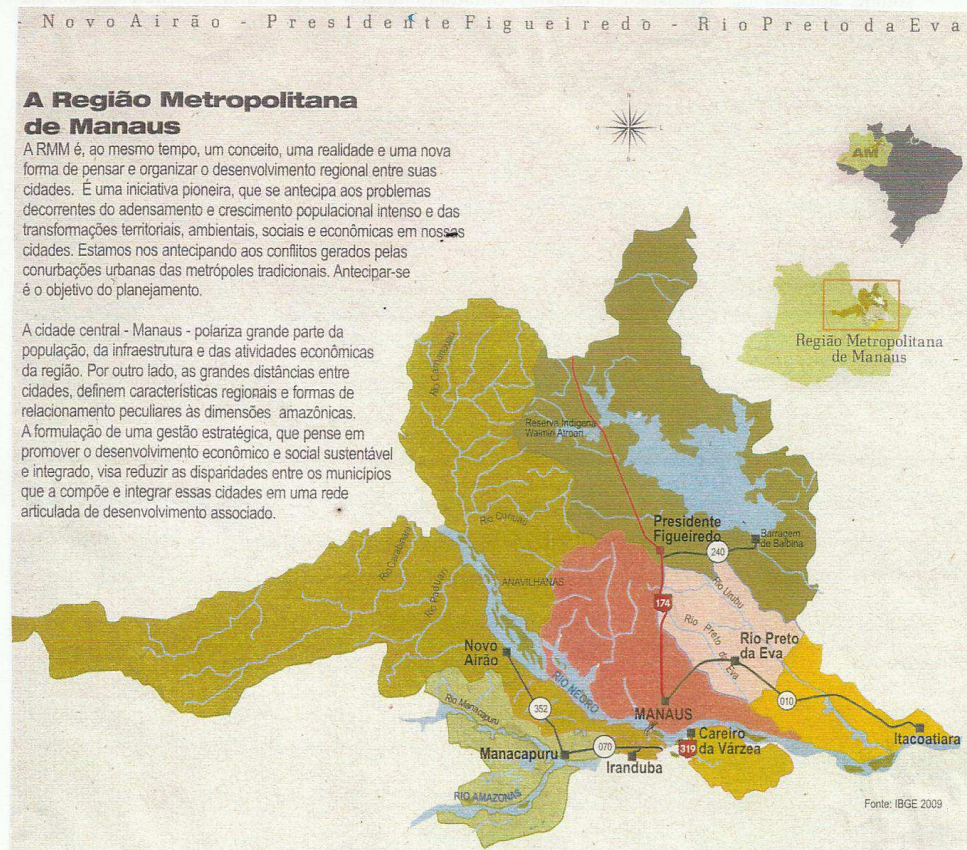 - Novo Airão - Presidente Figueiredo - Rio Preto da Eva
A Região Metropolitana
de Manaus
A RMM é, ao mesmo tempo, um conceito, uma realidade e uma nova
forma de pensar e organizar o desenvolvimento regional entre suas
cidades. É uma iniciativa pioneira, que se antecipa aos problemas
decorrentes do adensamento e crescimento populacional intenso e das
transformações territoriais, ambientais, sociais e econômicas em nossas
cidades. Estamos nos antecipando aos conflitos gerados pelas
conurbações urbanas das metrópoles tradicionais. Antecipar-se
é o objetivo do planejamento.
A cidade central - Manaus - polariza grande parte da
população, da infraestrutura e das atividades econômicas
da região. Por outro lado, as grandes distâncias entre
cidades, definem características regionais e formas de
relacionamento peculiares às dimensões amazônicas.
A formulação de uma gestão estratégica, que pense em
promover o desenvolvimento econômico e social sustentável
e integrado, visa reduzir as disparidades entre os municípios
que a compõe e integrar essas cidades em uma rede
articulada de desenvolvimento associado.
N
L
AM
Região Metropolitana
de Manaus
Reserva Indígena
Waimiri Atroari
Presidente
Figueiredo
240
Barragem
de Balbina
Rio Curiuaú
ANAVILHANAS
174
Rio Urubu
Rio Preto da Eva
Rio Preto
da Eva
Novo
Airão
RIO NEGRO
352
Rio Manacapuru
MANAUS
010
Itacoatiara
Careiro
da Várzea
319
Manacapuru
070
Iranduba
RIO AMAZONAS
Fonte: IBGE 2009